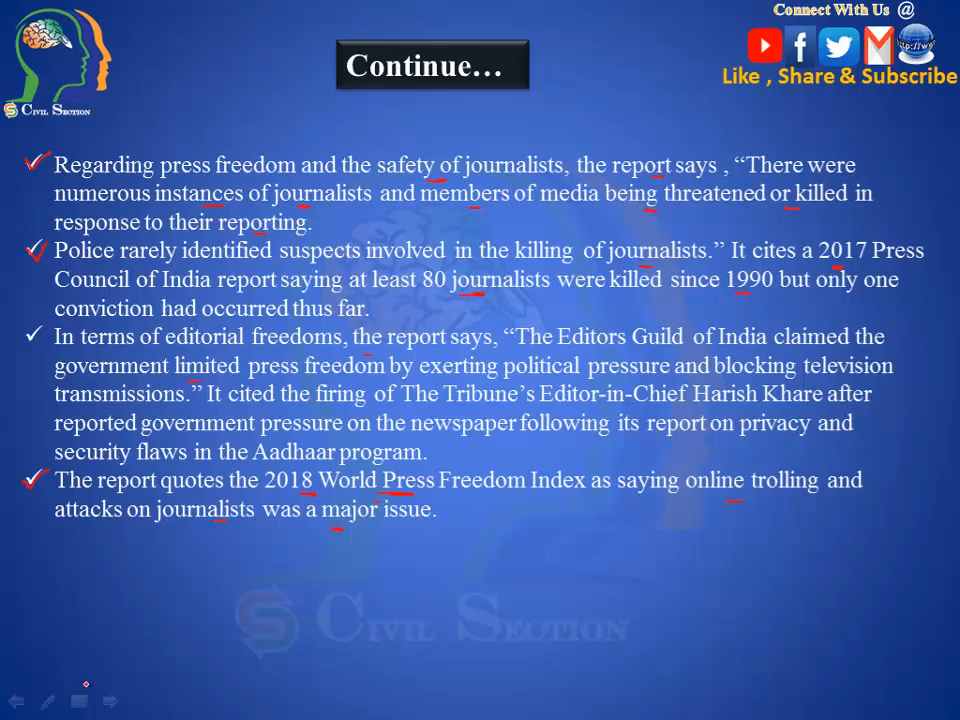 Connect With Us @
Continue…
http://www
Like , Share & Subscribe
CIVIL SECTION
Regarding press freedom and the safety of journalists, the report says , “There were
numerous instances of journalists and members of media being threatened or killed in
response to their reporting.
Police rarely identified suspects involved in the killing of journalists.” It cites a 2017 Press
Council of India report saying at least 80 journalists were killed since 1990 but only one
conviction had occurred thus far.
In terms of editorial freedoms, the report says, “The Editors Guild of India claimed the
government limited press freedom by exerting political pressure and blocking television
transmissions.” It cited the firing of The Tribune’s Editor-in-Chief Harish Khare after
reported government pressure on the newspaper following its report on privacy and
security flaws in the Aadhaar program.
The report quotes the 2018 World Press Freedom Index as saying online trolling and
attacks on journalists was a major issue.
CIVIL SECTION